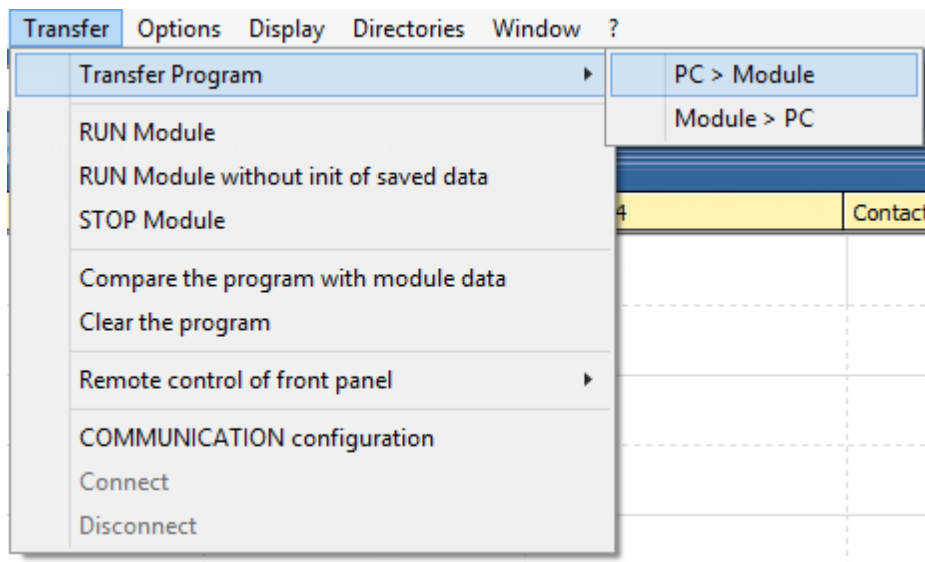 Transfer Options Display Directories Window ?
Transfer Program
PC > Module
Module > PC
RUN Module
RUN Module without init of saved data
STOP Module
4 Contact
Compare the program with module data
Clear the program
Remote control of front panel
COMMUNICATION configuration
Connect
Disconnect